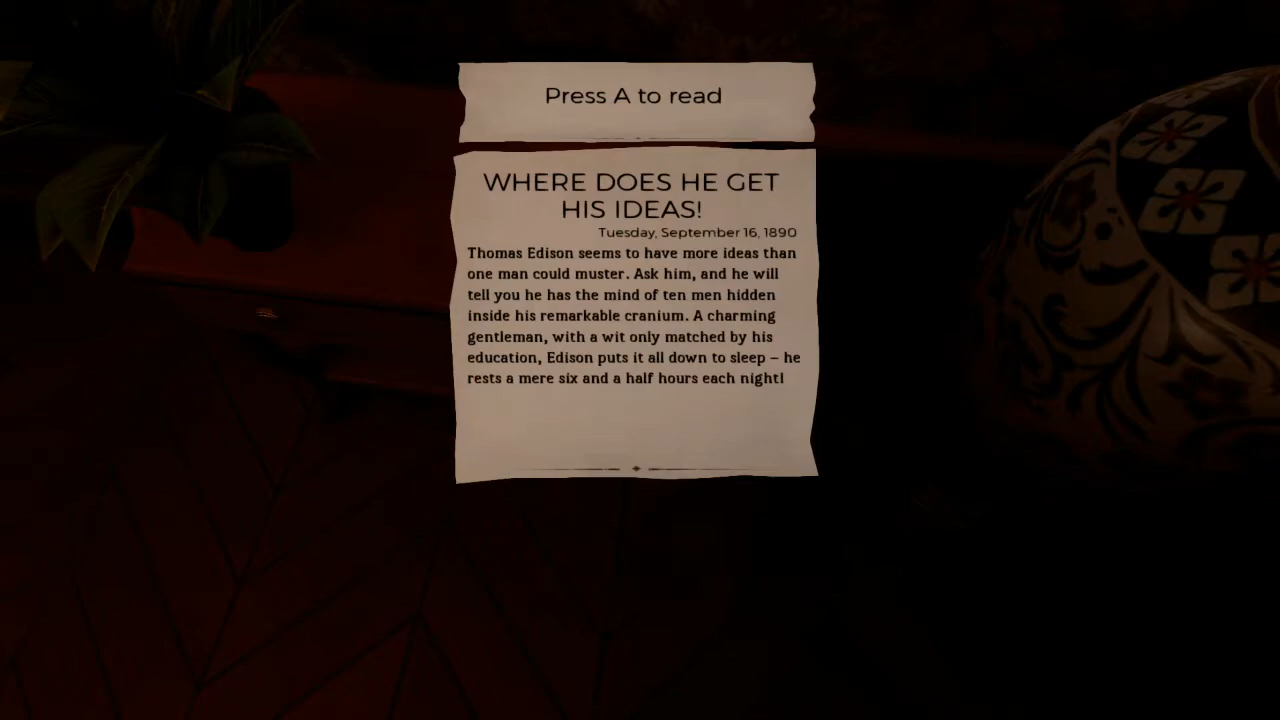 Press A to read
WHERE DOES HE GET
HIS IDEAS!
Tuesday, September 16, 1890
Thomas Edison seems to have more ideas than
one man could muster. Ask him, and he will
tell you he has the mind of ten men hidden
inside his remarkable cranium. A charming
gentleman, with a wit only matched by his
education, Edison puts it all down to sleep – he
rests a mere six and a half hours each night!